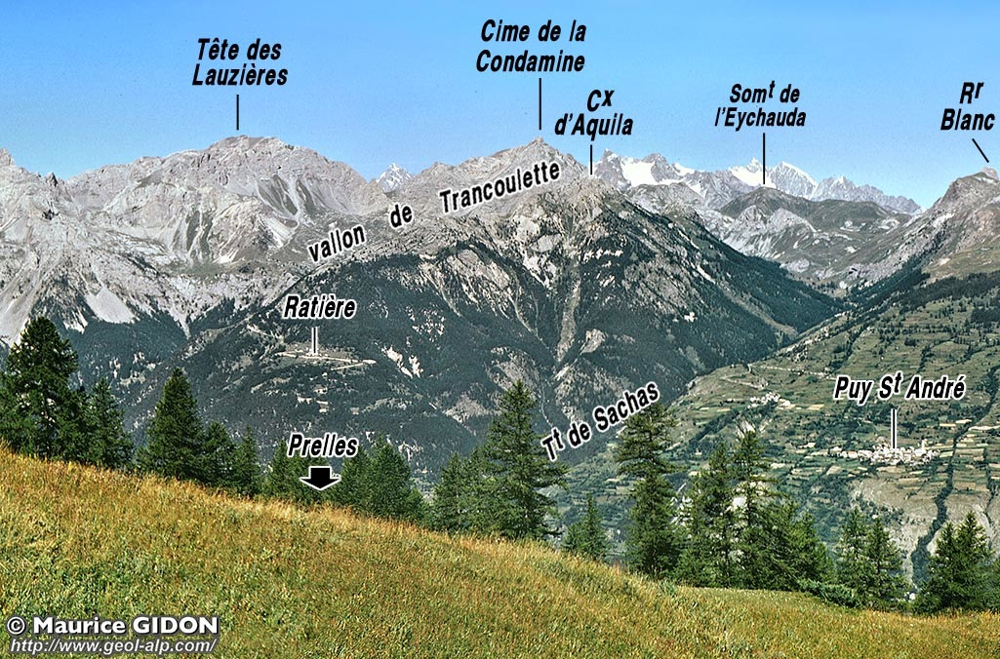 Tête des
Lauzières
Cime de la
Condamine
Cx
d'Aquila
Somt de
l'Eychauda
Rr
Blanc
vallon de Trancoulette
Ratière
Puy St André
Tt de Sachas
Prelles
© Maurice GIDON
http://www.geol-alp.com/